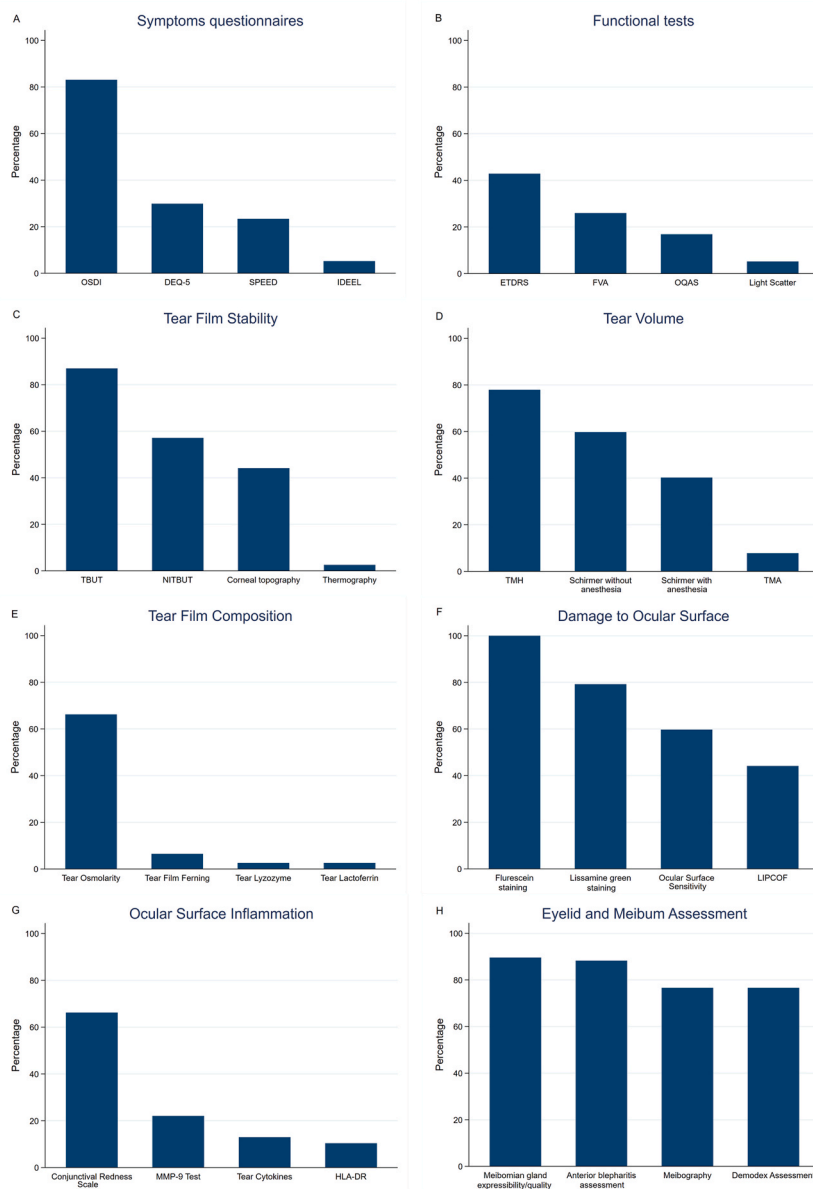 A
Symptoms questionnaires
100
80
60
40
20
0
Percentage
OSDI DEQ-5 SPEED IDEEL
B
Functional tests
100
80
60
40
20
0
Percentage
ETDRS FVA OQAS Light Scatter
C
Tear Film Stability
100
80
60
40
20
0
Percentage
TBUT NITBUT Corneal topography Thermography
D
Tear Volume
100
80
60
40
20
0
Percentage
TMH Schirmer without Schirmer with TMA
anesthesia anesthesia
E
Tear Film Composition
100
80
60
40
20
0
Percentage
Tear Osmolarity Tear Film Ferning Tear Lyzozyme Tear Lactoferrin
F
Damage to Ocular Surface
100
80
60
40
20
0
Percentage
Flurescein Lissamine green Ocular Surface LIPCOF
staining staining Sensitivity
G
Ocular Surface Inflammation
100
80
60
40
20
0
Percentage
Conjunctival Redness MMP-9 Test Tear Cytokines HLA-DR
Scale
H
Eyelid and Meibum Assessment
100
80
60
40
20
0
Percentage
Meibomian gland Anterior blepharitis Meibography Demodex Assessment
expressibility/quality assessment